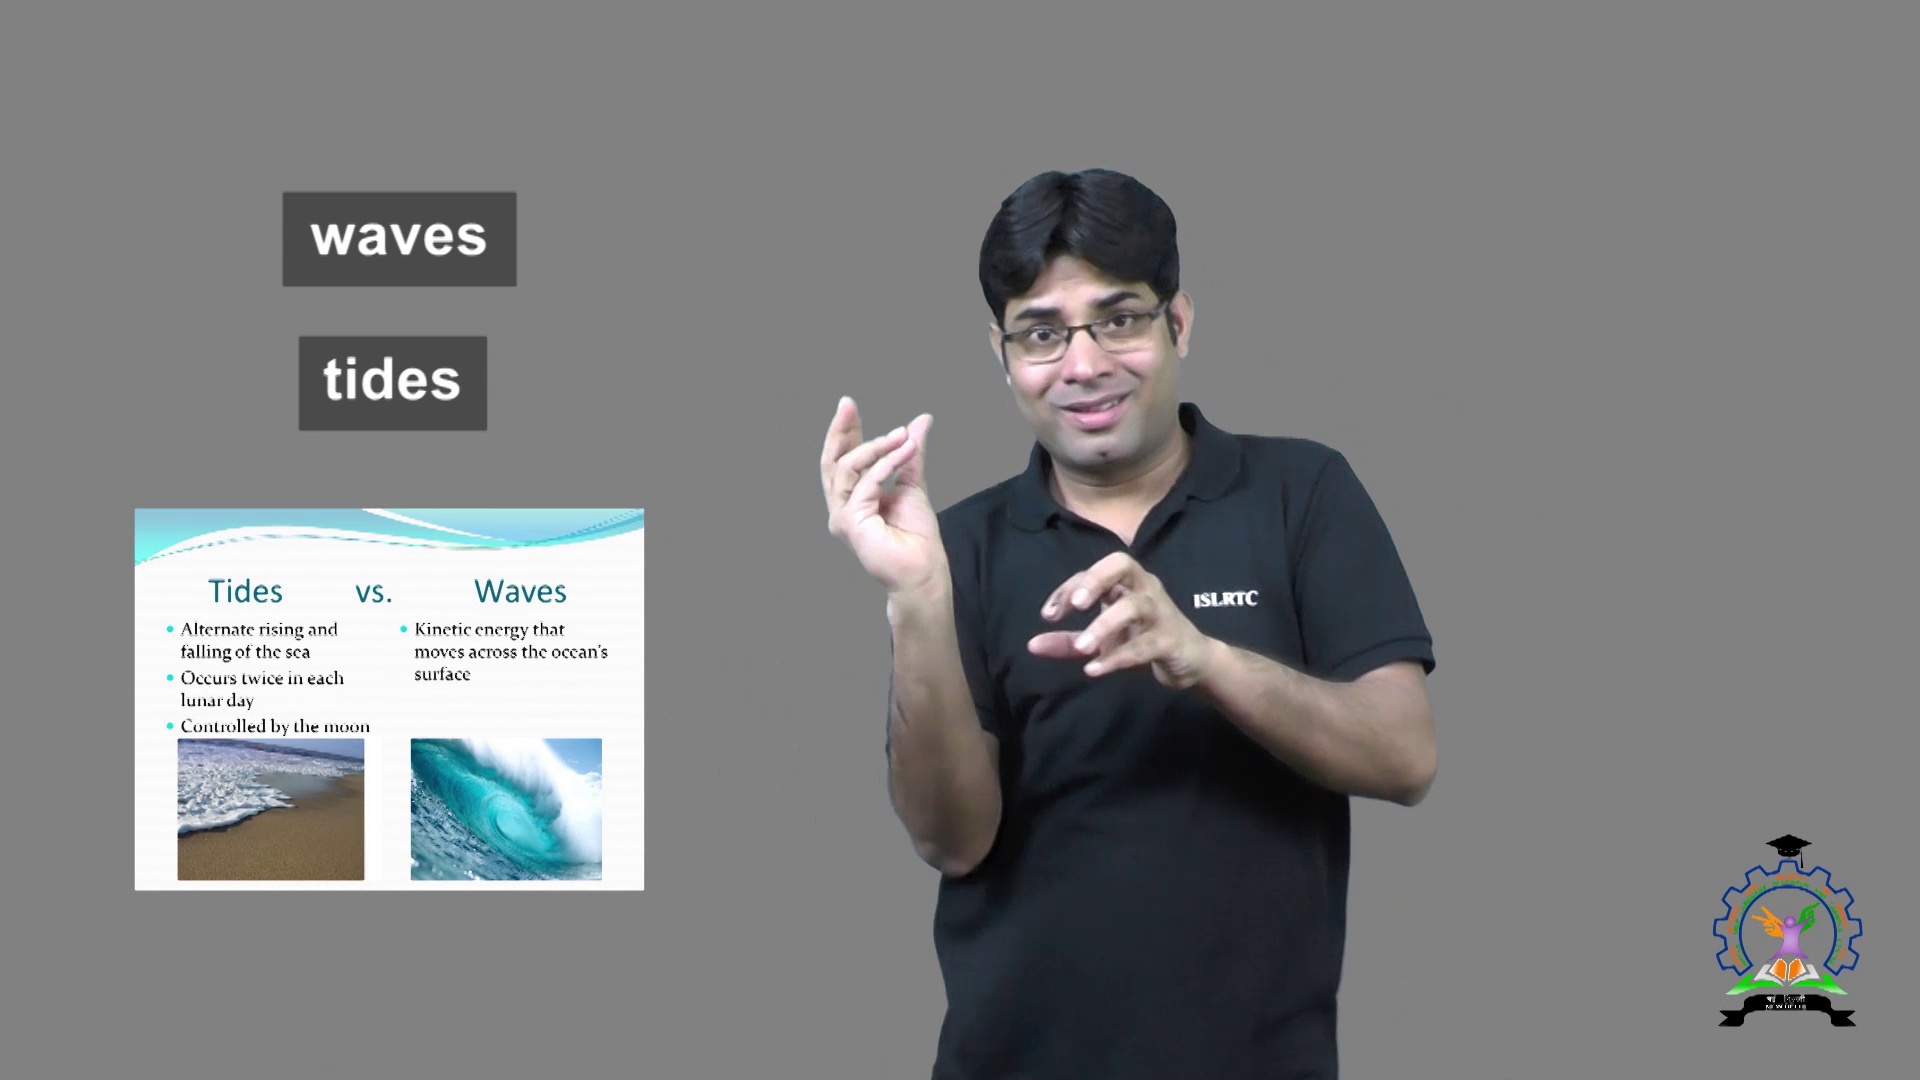 waves
tides
Tides vs. Waves
• Alternate rising and
falling of the sea
• Occurs twice in each
lunar day
• Controlled by the moon
• Kinetic energy that
moves across the ocean's
surface
ISLRTC